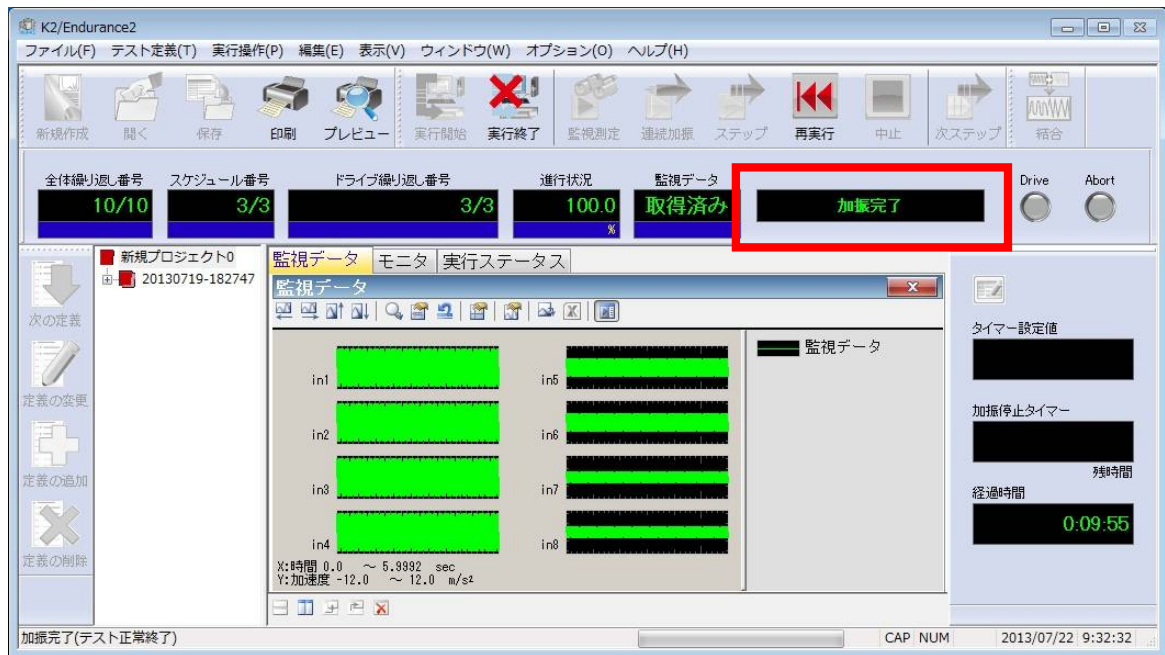 K2/Endurance2
ファイル(F) テスト定義(T) 実行操作(P) 編集(E) 表示(V) ウィンドウ(W) オプション(O) ヘルプ(H)
新規作成 開く 保存 印刷 プレビュー 実行開始 実行終了 監視測定 連続加振 ステップ 再実行 中止 次ステップ 結合
全体繰り返し番号 スケジュール番号 ドライブ繰り返し番号 進行状況 監視データ Drive Abort
10/10 3/3 3/3 100.0 取得済み 加振完了
%
次の定義
定義の変更
定義の追加
定義の削除
新規プロジェクト0
20130719-182747
監視データ モニタ 実行ステータス
監視データ
in1 in5
in2 in6
in3 in7
in4 in8
X:時間 0.0 ～ 5.9992 sec
Y:加速度 -12.0 ～ 12.0 m/s²
監視データ
タイマー設定値
加振停止タイマー
残時間
経過時間
0:09:55
加振完了(テスト正常終了) CAP NUM 2013/07/22 9:32:32